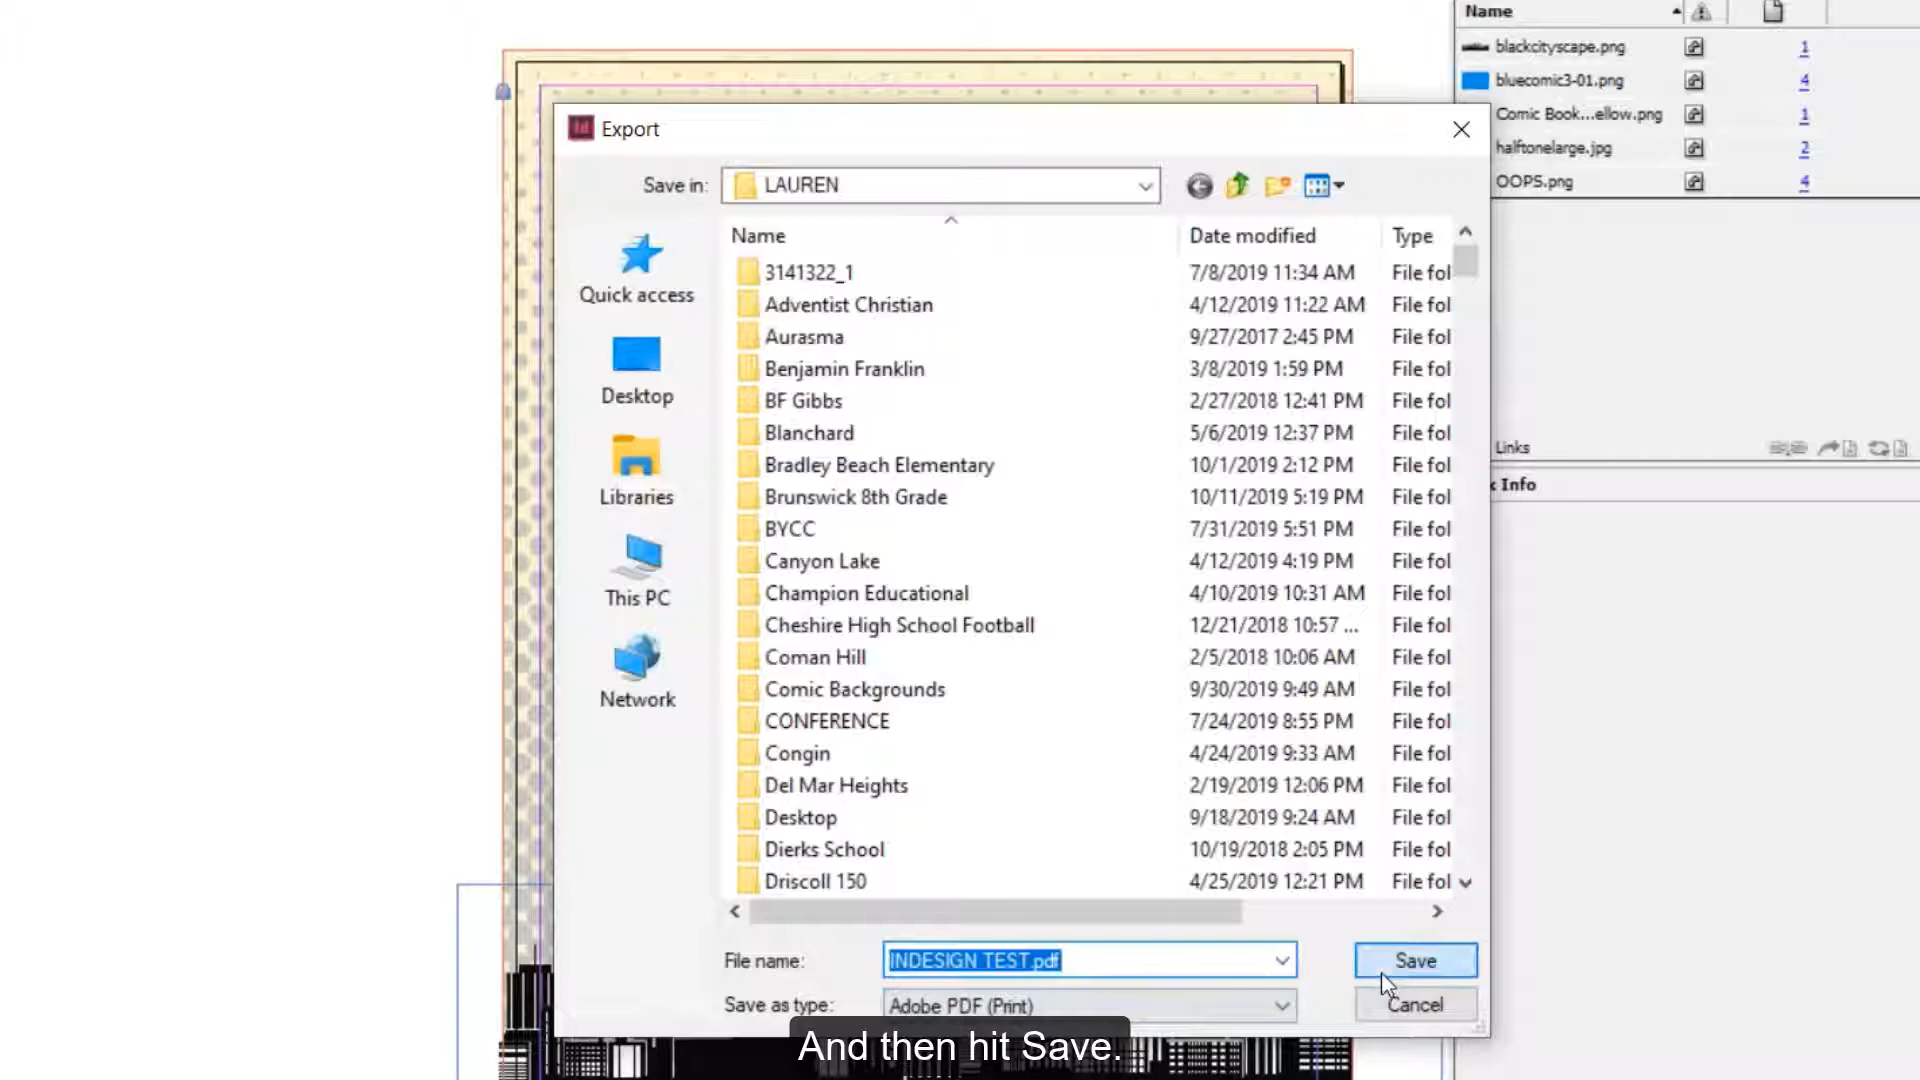 Name
blackcityscape.png 1
bluecomic3-01.png 4
Comic Book...ellow.png 1
halftonelarge.jpg 2
OOPS.png 4
Id Export
Save in: LAUREN
Name Date modified Type
3141322_1 7/8/2019 11:34 AM File fol
Adventist Christian 4/12/2019 11:22 AM File fol
Aurasma 9/27/2017 2:45 PM File fol
Benjamin Franklin 3/8/2019 1:59 PM File fol
BF Gibbs 2/27/2018 12:41 PM File fol
Blanchard 5/6/2019 12:37 PM File fol
Bradley Beach Elementary 10/1/2019 2:12 PM File fol
Brunswick 8th Grade 10/11/2019 5:19 PM File fol
BYCC 7/31/2019 5:51 PM File fol
Canyon Lake 4/12/2019 4:19 PM File fol
Champion Educational 4/10/2019 10:31 AM File fol
Cheshire High School Football 12/21/2018 10:57 ... File fol
Coman Hill 2/5/2018 10:06 AM File fol
Comic Backgrounds 9/30/2019 9:49 AM File fol
CONFERENCE 7/24/2019 8:55 PM File fol
Congin 4/24/2019 9:33 AM File fol
Del Mar Heights 2/19/2019 12:06 PM File fol
Desktop 9/18/2019 9:24 AM File fol
Dierks School 10/19/2018 2:05 PM File fol
Driscoll 150 4/25/2019 12:21 PM File fol
Quick access
Desktop
Libraries
This PC
Network
File name: INDESIGN TEST.pdf Save
Save as type: Adobe PDF (Print) Cancel
Links
Info
And then hit Save.